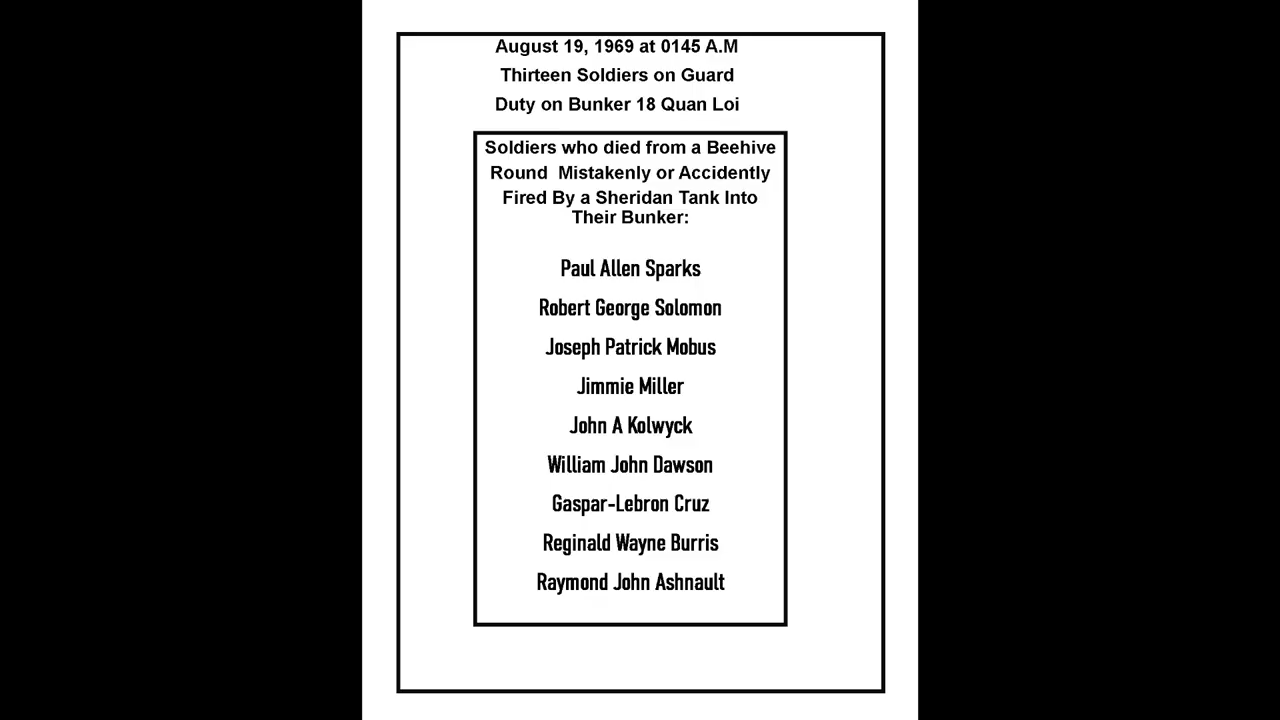 August 19, 1969 at 0145 A.M
Thirteen Soldiers on Guard
Duty on Bunker 18 Quan Loi
Soldiers who died from a Beehive
Round  Mistakenly or Accidently
Fired By a Sheridan Tank Into
Their Bunker:
Paul Allen Sparks
Robert George Solomon
Joseph Patrick Mobus
Jimmie Miller
John A Kolwyck
William John Dawson
Gaspar-Lebron Cruz
Reginald Wayne Burris
Raymond John Ashnault